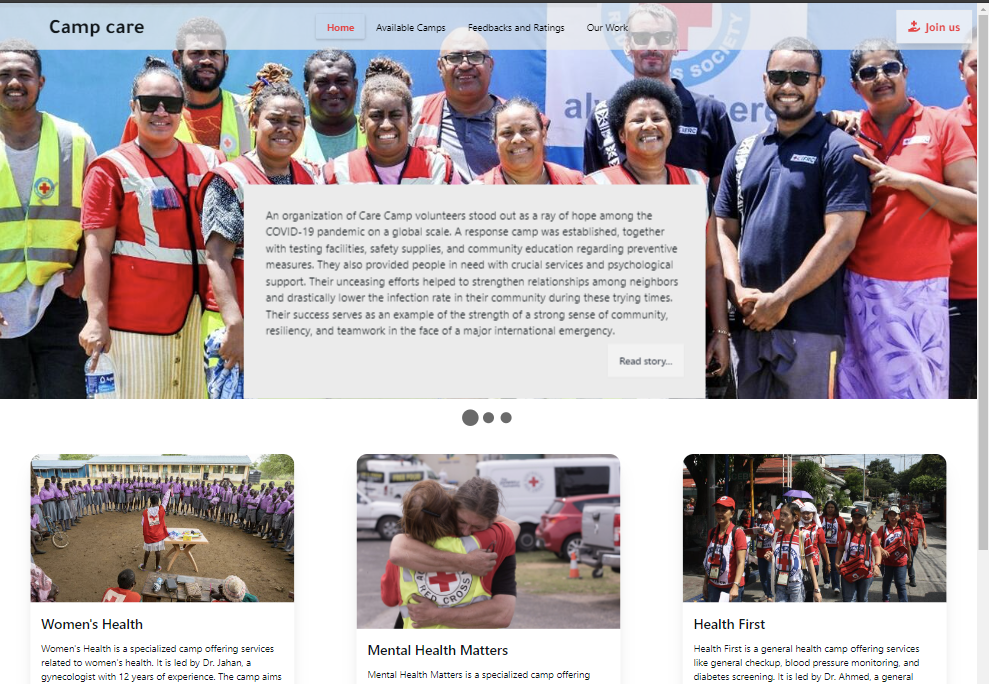 Camp care
Home
Available Camps
Feedbacks and Ratings
Our Work
Join us
SOCIETY
An organization of Care Camp volunteers stood out as a ray of hope among the
COVID-19 pandemic on a global scale. A response camp was established, together
with testing facilities, safety supplies, and community education regarding preventive
measures. They also provided people in need with crucial services and psychological
support. Their unceasing efforts helped to strengthen relationships among neighbors
and drastically lower the infection rate in their community during these trying times.
Their success serves as an example of the strength of a strong sense of community,
resiliency, and teamwork in the face of a major international emergency.
Read story...
RED CROSS
Women's Health
Women's Health is a specialized camp offering services
related to women's health. It is led by Dr. Jahan, a
gynecologist with 12 years of experience. The camp aims
Mental Health Matters
Mental Health Matters is a specialized camp offering
Health First
Health First is a general health camp offering services
like general checkup, blood pressure monitoring, and
diabetes screening. It is led by Dr. Ahmed, a general